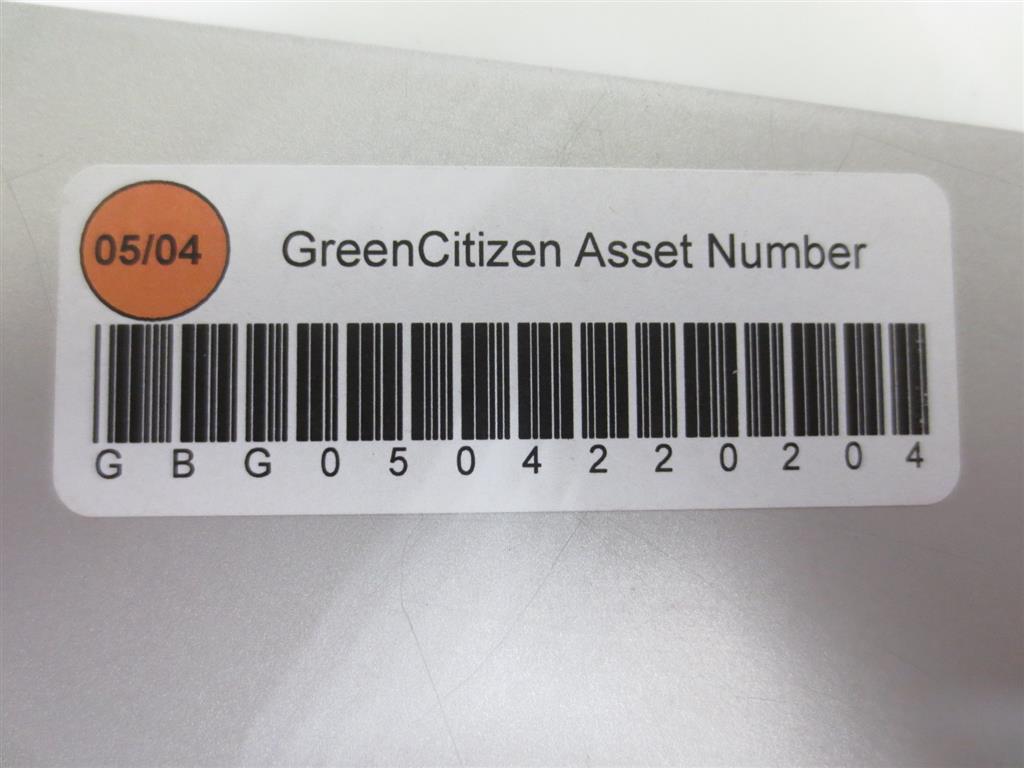 05/04
GreenCitizen Asset Number
G B G 0 5 0 4 2 2 0 2 0 4